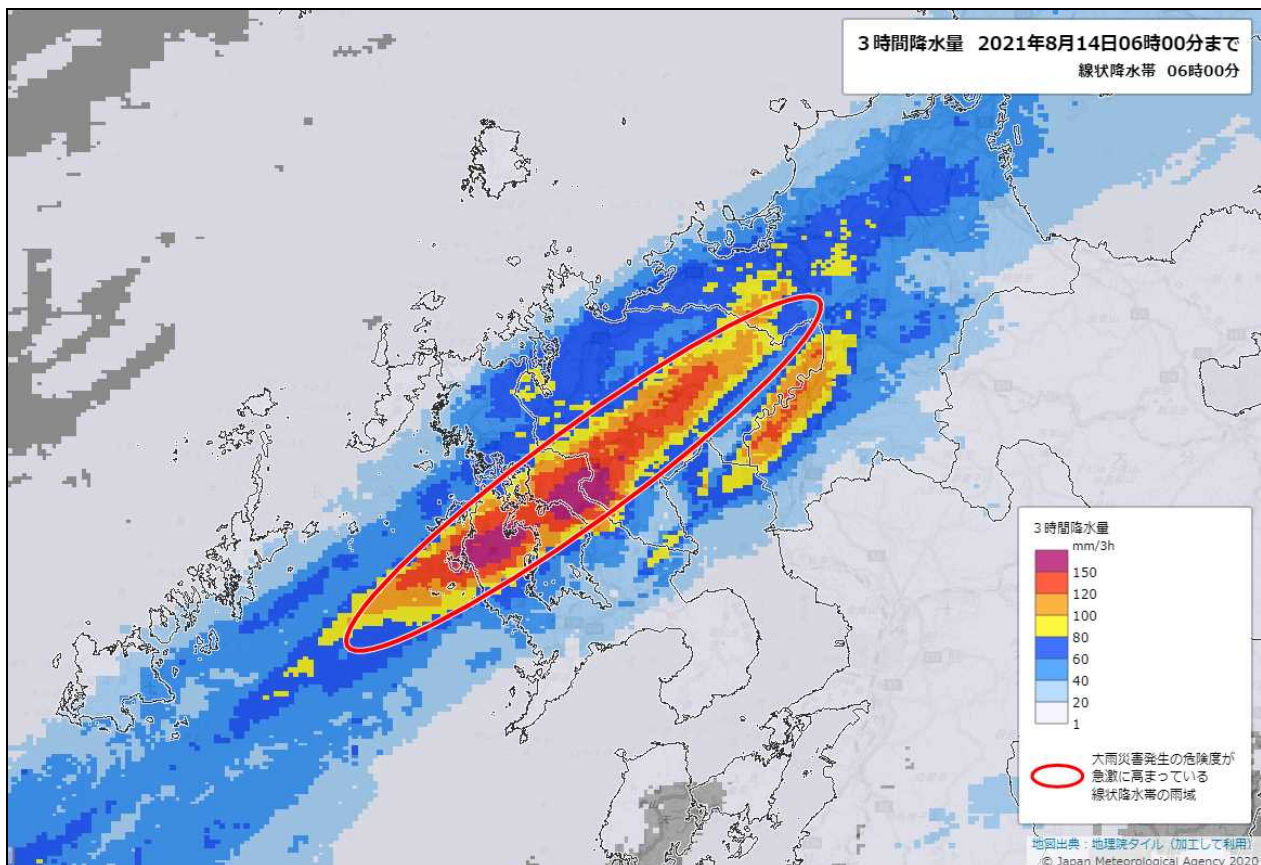 3時間降水量 2021年8月14日06時00分まで
線状降水帯 06時00分
3時間降水量
mm/3h
150
120
100
80
60
40
20
1
大雨災害発生の危険度が
急激に高まっている
線状降水帯の雨域
地図出典:地理院タイル(加工して利用)
© Japan Meteorological Agency 2020